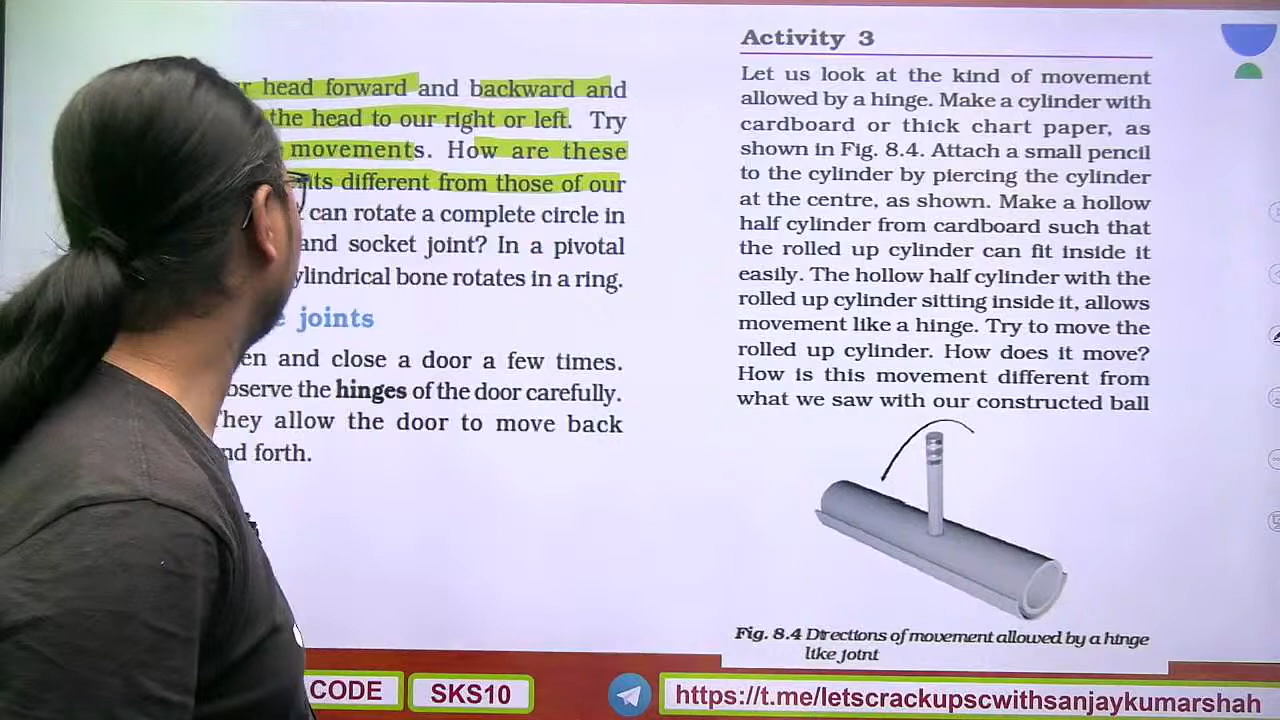 head forward and backward and
the head to our right or left. Try
movements. How are these
different from those of our
can rotate a complete circle in
and socket joint? In a pivotal
bone rotates in a ring.
joints
and close a door a few times.
the hinges of the door carefully.
allow the door to move back
forth.
Activity 3
Let us look at the kind of movement
allowed by a hinge. Make a cylinder with
cardboard or thick chart paper, as
shown in Fig. 8.4. Attach a small pencil
to the cylinder by piercing the cylinder
at the centre, as shown. Make a hollow
half cylinder from cardboard such that
the rolled up cylinder can fit inside it
easily. The hollow half cylinder with the
rolled up cylinder sitting inside it, allows
movement like a hinge. Try to move the
rolled up cylinder. How does it move?
How is this movement different from
what we saw with our constructed ball
Fig. 8.4 Directions of movement allowed by a hinge
like joint
CODE SKS10
https://t.me/letscrackupscwithsanjaykumarshah